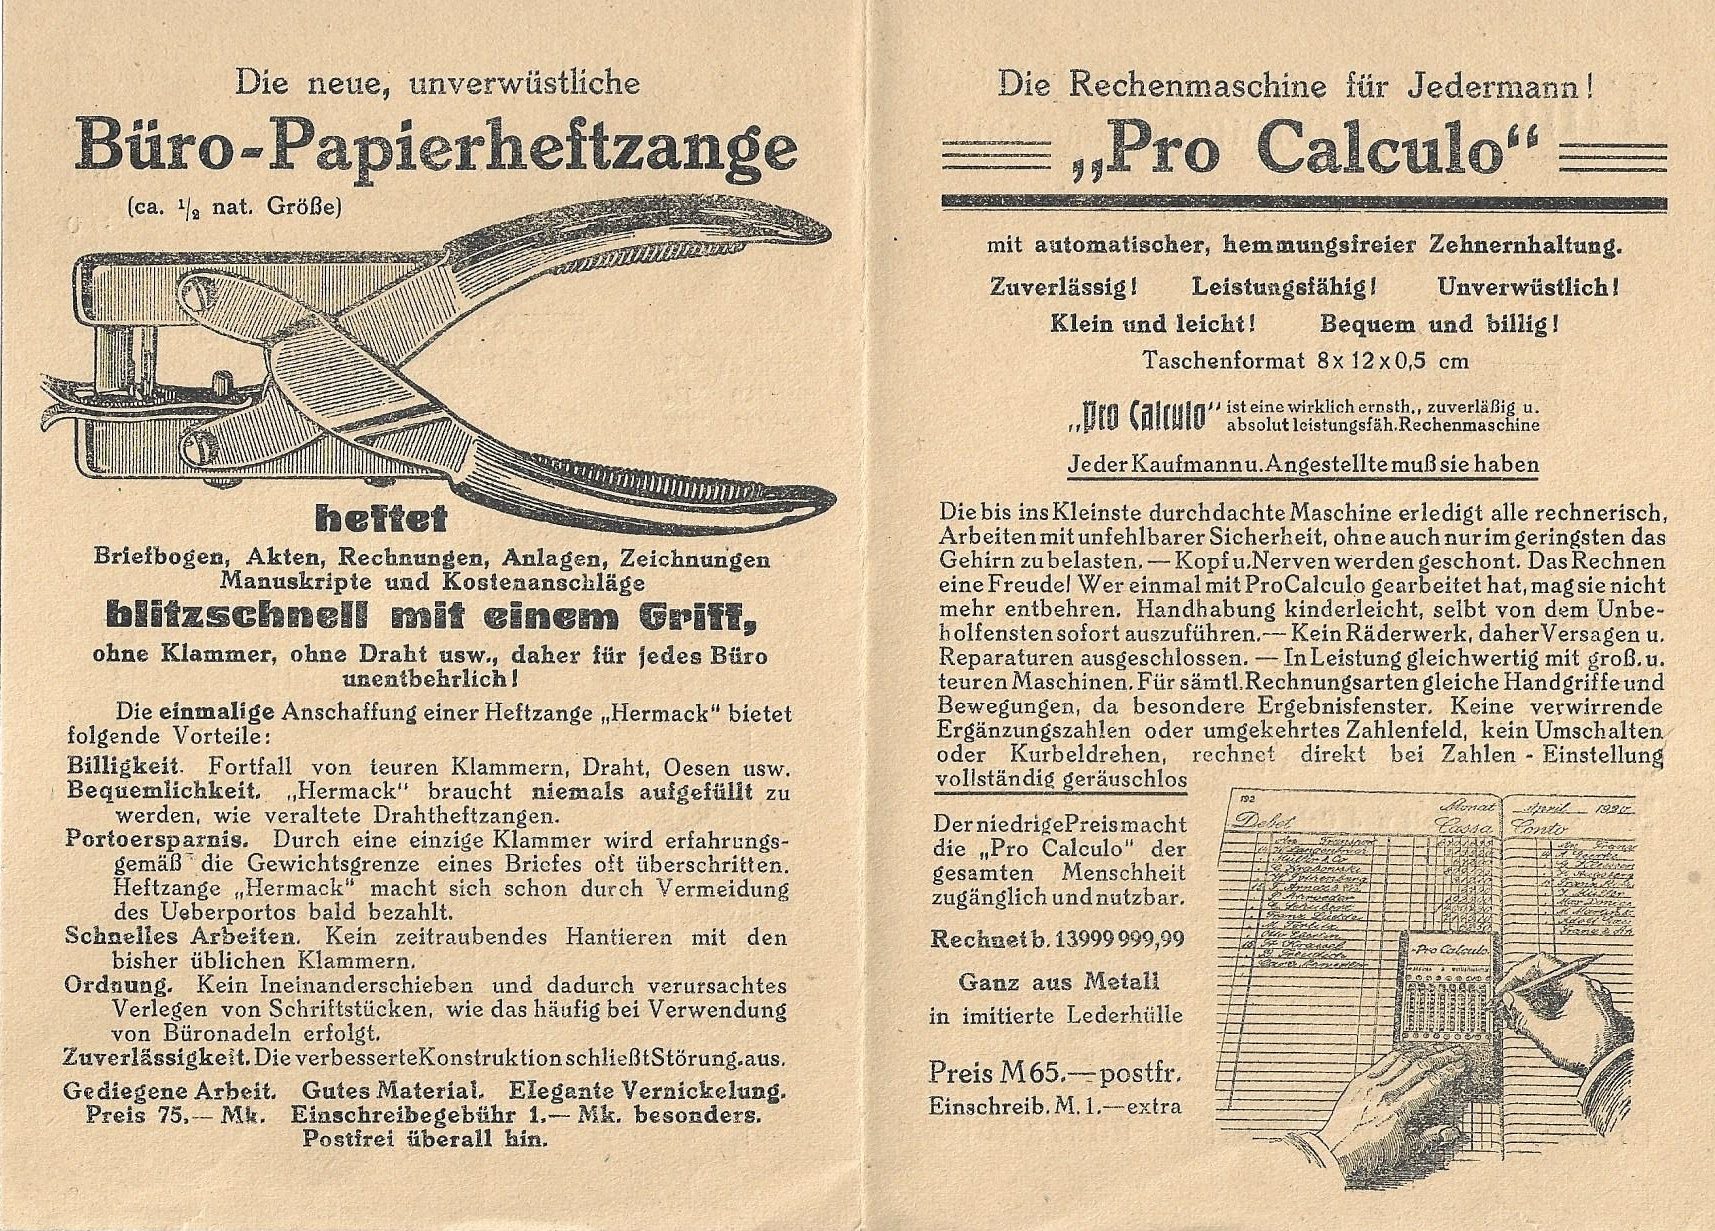 Die neue, unverwüstliche
Büro-Papierheftzange
(ca. 1/2 nat. Größe)
heftet
Briefbogen, Akten, Rechnungen, Anlagen, Zeichnungen
Manuskripte und Kostenanschläge
blitzschnell mit einem Griff,
ohne Klammer, ohne Draht usw., daher für jedes Büro
unentbehrlich!
Die einmalige Anschaffung einer Heftzange „Hermack“ bietet
folgende Vorteile:
Billigkeit. Fortfall von teuren Klammern, Draht, Oesen usw.
Bequemlichkeit. „Hermack“ braucht niemals aufgefüllt zu
werden, wie veraltete Drahtheftzangen.
Portoersparnis. Durch eine einzige Klammer wird erfahrungs-
gemäß die Gewichtsgrenze eines Briefes oft überschritten.
Heftzange „Hermack“ macht sich schon durch Vermeidung
des Ueberportos bald bezahlt.
Schnelles Arbeiten. Kein zeitraubendes Hantieren mit den
bisher üblichen Klammern.
Ordnung. Kein Ineinanderschieben und dadurch verursachtes
Verlegen von Schriftstücken, wie das häufig bei Verwendung
von Büronadeln erfolgt.
Zuverlässigkeit. Die verbesserte Konstruktion schließt Störung. aus.
Gediegene Arbeit. Gutes Material. Elegante Vernickelung.
Preis 75.— Mk. Einschreibegebühr 1.— Mk. besonders.
Postfrei überall hin.
Die Rechenmaschine für Jedermann!
„Pro Calculo“
mit automatischer, hemmungsfreier Zehnernhaltung.
Zuverlässig! Leistungsfähig! Unverwüstlich!
Klein und leicht! Bequem und billig!
Taschenformat 8 x 12 x 0,5 cm
„Pro Calculo“ ist eine wirklich ernsth., zuverläßig u.
absolut leistungsfäh. Rechenmaschine
Jeder Kaufmann u. Angestellte muß sie haben
Die bis ins Kleinste durchdachte Maschine erledigt alle rechnerisch.
Arbeiten mit unfehlbarer Sicherheit, ohne auch nur im geringsten das
Gehirn zu belasten. — Kopf u. Nerven werden geschont. Das Rechnen
eine Freude! Wer einmal mit Pro Calculo gearbeitet hat, mag sie nicht
mehr entbehren. Handhabung kinderleicht, selbt von dem Unbe-
holfensten sofort auszuführen.— Kein Räderwerk, daher Versagen u.
Reparaturen ausgeschlossen. — In Leistung gleichwertig mit groß. u.
teuren Maschinen. Für sämtl. Rechnungsarten gleiche Handgriffe und
Bewegungen, da besondere Ergebnisfenster. Keine verwirrende
Ergänzungszahlen oder umgekehrtes Zahlenfeld, kein Umschalten
oder Kurbeldrehen, rechnet direkt bei Zahlen - Einstellung
vollständig geräuschlos
Der niedrige Preis macht
die „Pro Calculo“ der
gesamten Menschheit
zugänglich und nutzbar.
Rechnet b. 13999 999,99
Ganz aus Metall
in imitierte Lederhülle
Preis M 65.— postfr.
Einschreib. M. 1.—extra
192 Monat April
Debet Cassa Conto
Pro Calculo